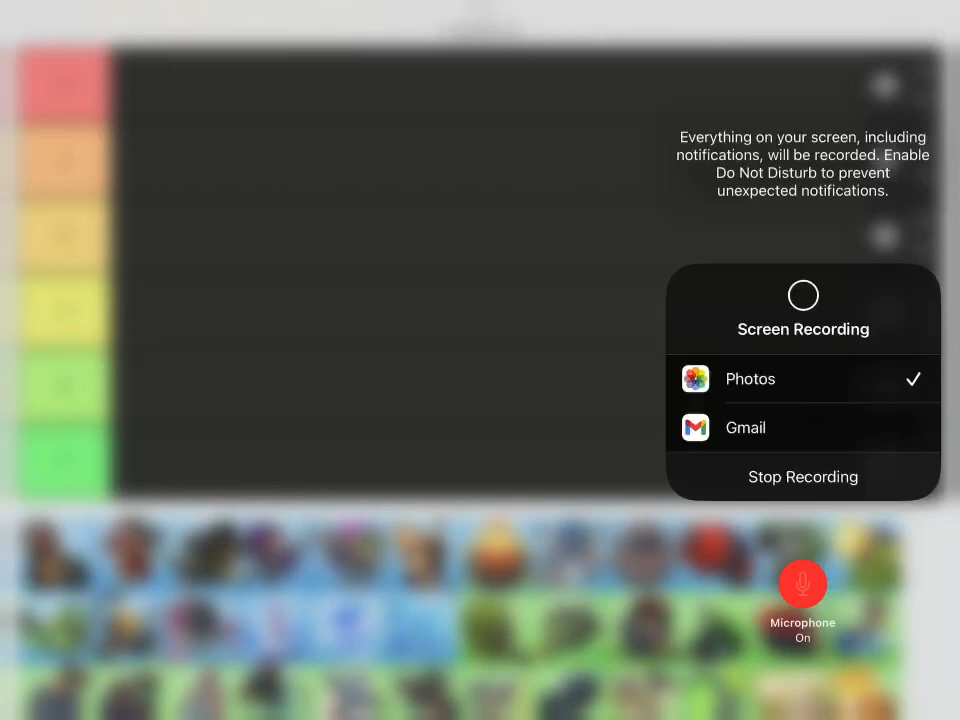 Everything on your screen, including
notifications, will be recorded. Enable
Do Not Disturb to prevent
unexpected notifications.
Screen Recording
Photos
Gmail
Stop Recording
Microphone
On